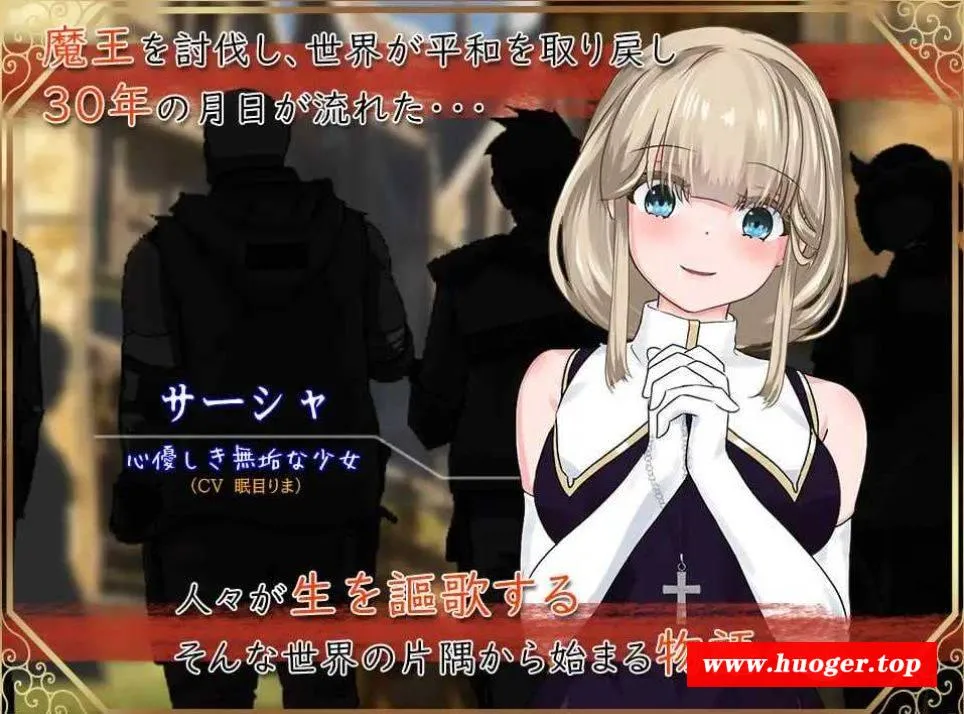 魔王を討伐し、世界が平和を取り戻し
30年の月日が流れた・・・
サーシャ
心優しき無垢な少女
(CV 眠目りま)
人々が生を謳歌する
そんな世界の片隅から始まる
www.huoger.top